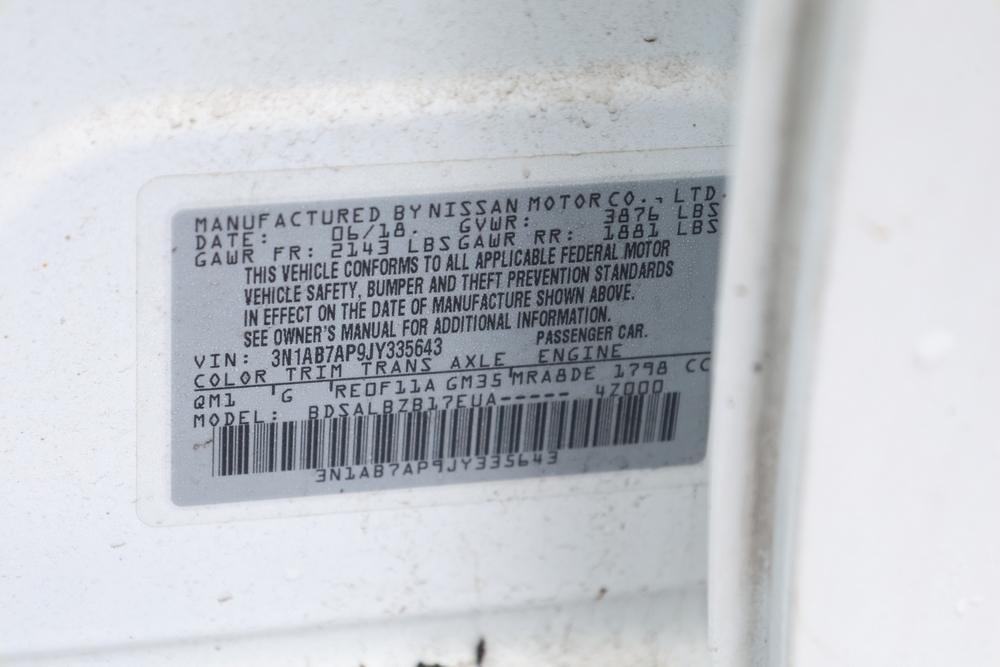 MANUFACTURED BY NISSAN MOTOR CO., LTD.
DATE: 06/18. GVWR: 3876 LBS
GAWR FR: 2143 LBS GAWR RR: 1881 LBS
THIS VEHICLE CONFORMS TO ALL APPLICABLE FEDERAL MOTOR
VEHICLE SAFETY, BUMPER AND THEFT PREVENTION STANDARDS
IN EFFECT ON THE DATE OF MANUFACTURE SHOWN ABOVE.
SEE OWNER'S MANUAL FOR ADDITIONAL INFORMATION.
PASSENGER CAR.
VIN: 3N1AB7AP9JY335643
COLOR TRIM TRANS AXLE ENGINE
QM1 G RE0F11A GM35 MRA8DE 1798 CC
MODEL: BDSALBZB17EUA----- 4Z000
3N1AB7AP9JY335643